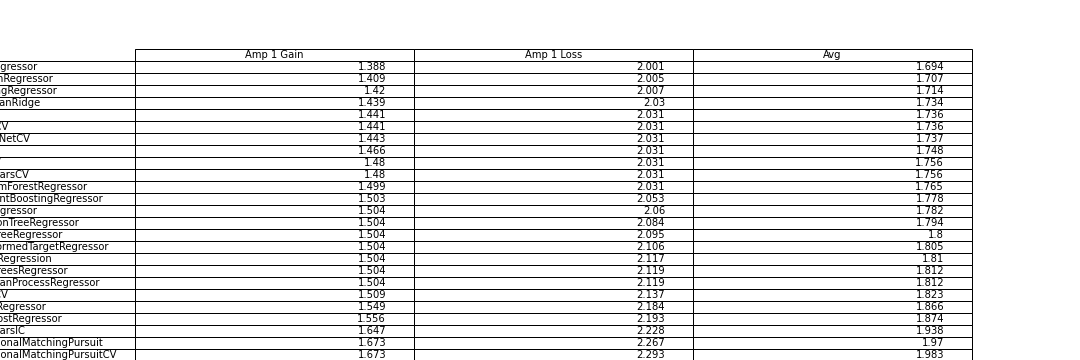 Amp 1 Gain Amp 1 Loss Avg
gressor 1.388 2.001 1.694
nRegressor 1.409 2.005 1.707
gRegressor 1.42 2.007 1.714
anRidge 1.439 2.03 1.734
1.441 2.031 1.736
CV 1.441 2.031 1.736
NetCV 1.443 2.031 1.737
1.466 2.031 1.748
1.48 2.031 1.756
arsCV 1.48 2.031 1.756
mForestRegressor 1.499 2.031 1.765
ntBoostingRegressor 1.503 2.053 1.778
gressor 1.504 2.06 1.782
onTreeRegressor 1.504 2.084 1.794
reeRegressor 1.504 2.095 1.8
ormedTargetRegressor 1.504 2.106 1.805
Regression 1.504 2.117 1.81
eesRegressor 1.504 2.119 1.812
anProcessRegressor 1.504 2.119 1.812
CV 1.509 2.137 1.823
Regressor 1.549 2.184 1.866
ostRegressor 1.556 2.193 1.874
arsIC 1.647 2.228 1.938
onalMatchingPursuit 1.673 2.267 1.97
onalMatchingPursuitCV 1.673 2.293 1.983